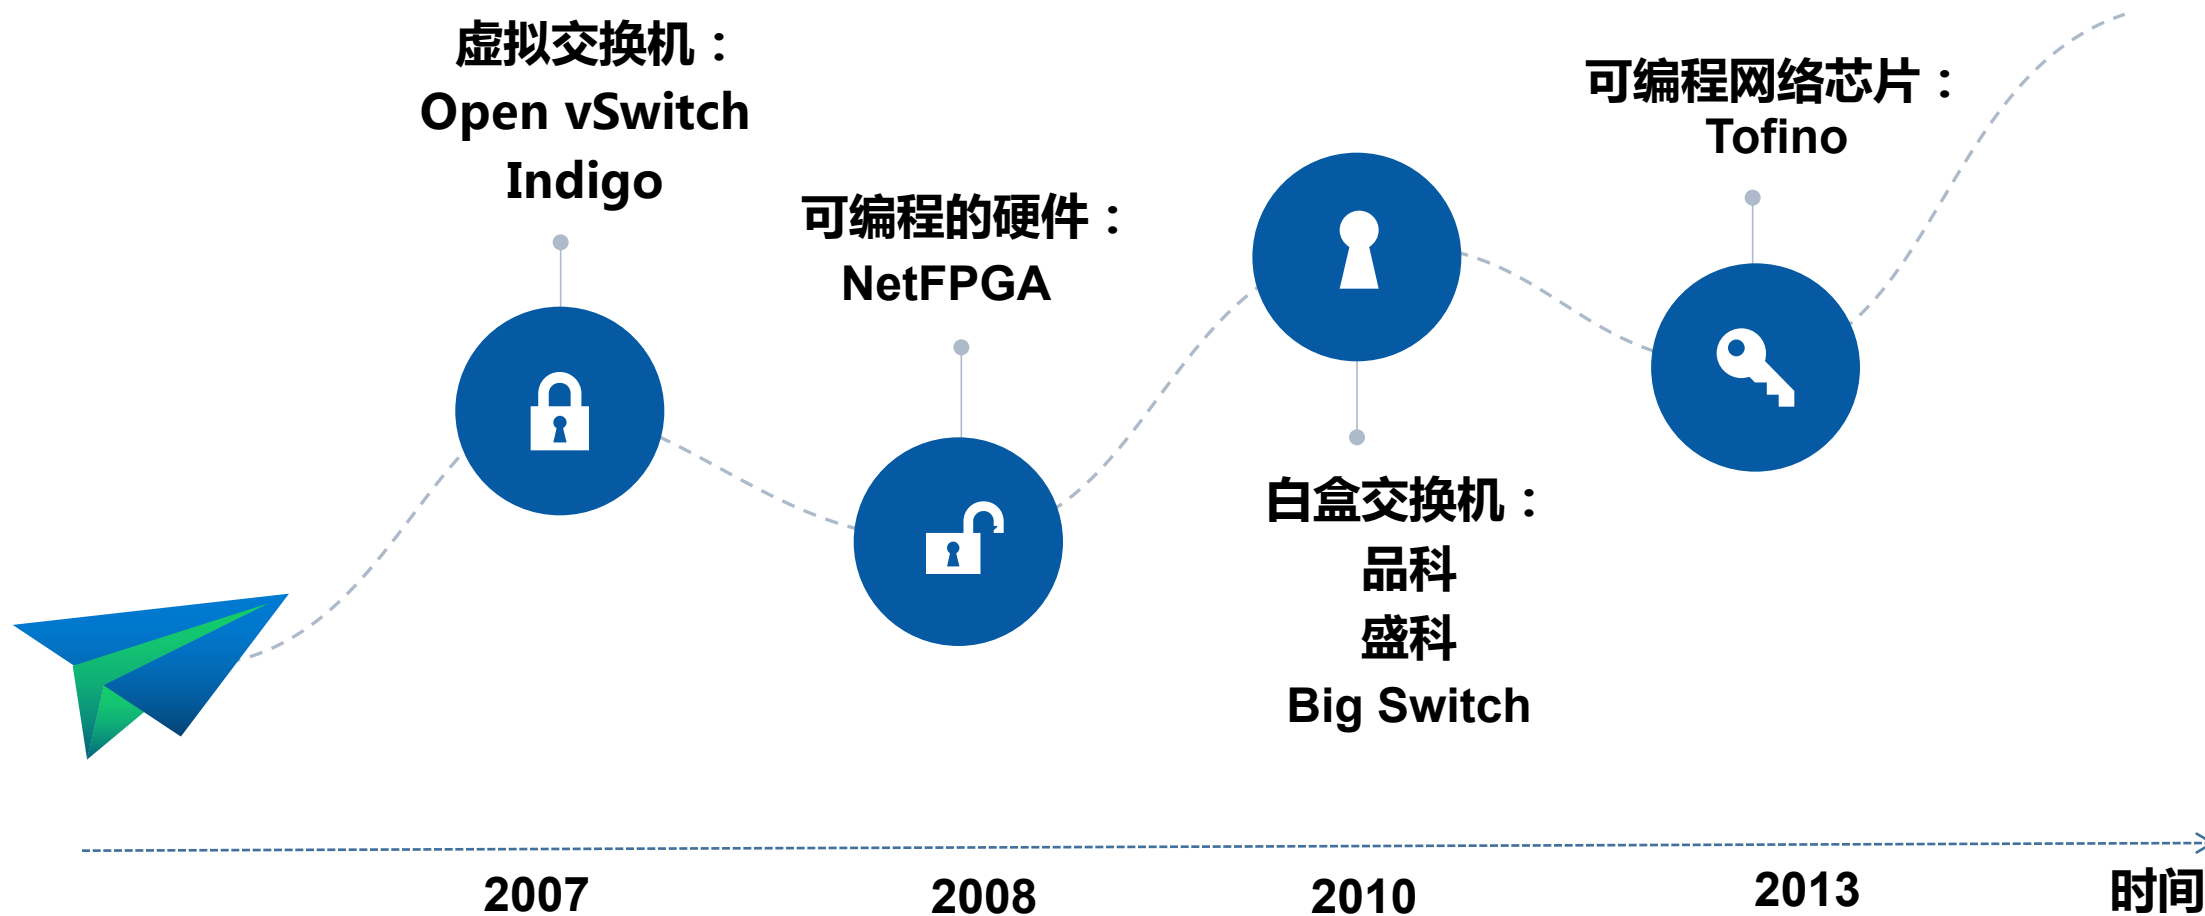 虚拟交换机：
Open vSwitch
Indigo
可编程的硬件：
NetFPGA
白盒交换机：
品科
盛科
Big Switch
可编程网络芯片：
Tofino
2007
2008
2010
2013
时间